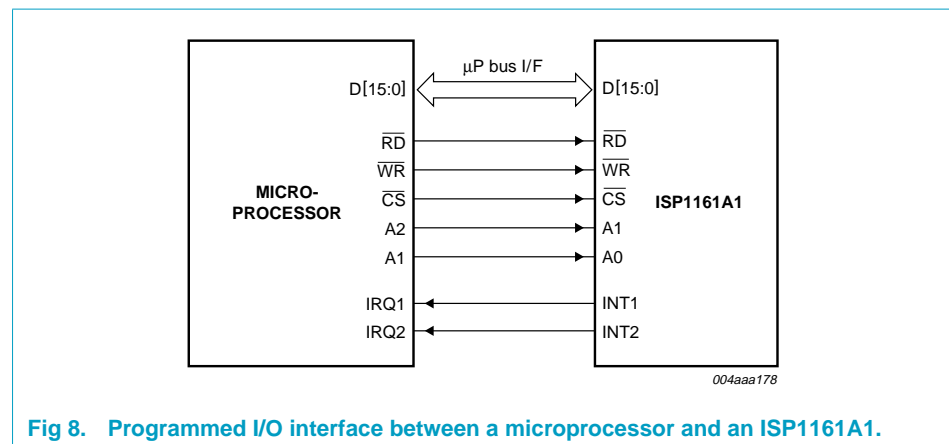 µP bus I/F
D[15:0] D[15:0]
RD RD
WR WR
MICRO-
PROCESSOR
CS CS
ISP1161A1
A2 A1
A1 A0
IRQ1 INT1
IRQ2 INT2
004aaa178
Fig 8. Programmed I/O interface between a microprocessor and an ISP1161A1.